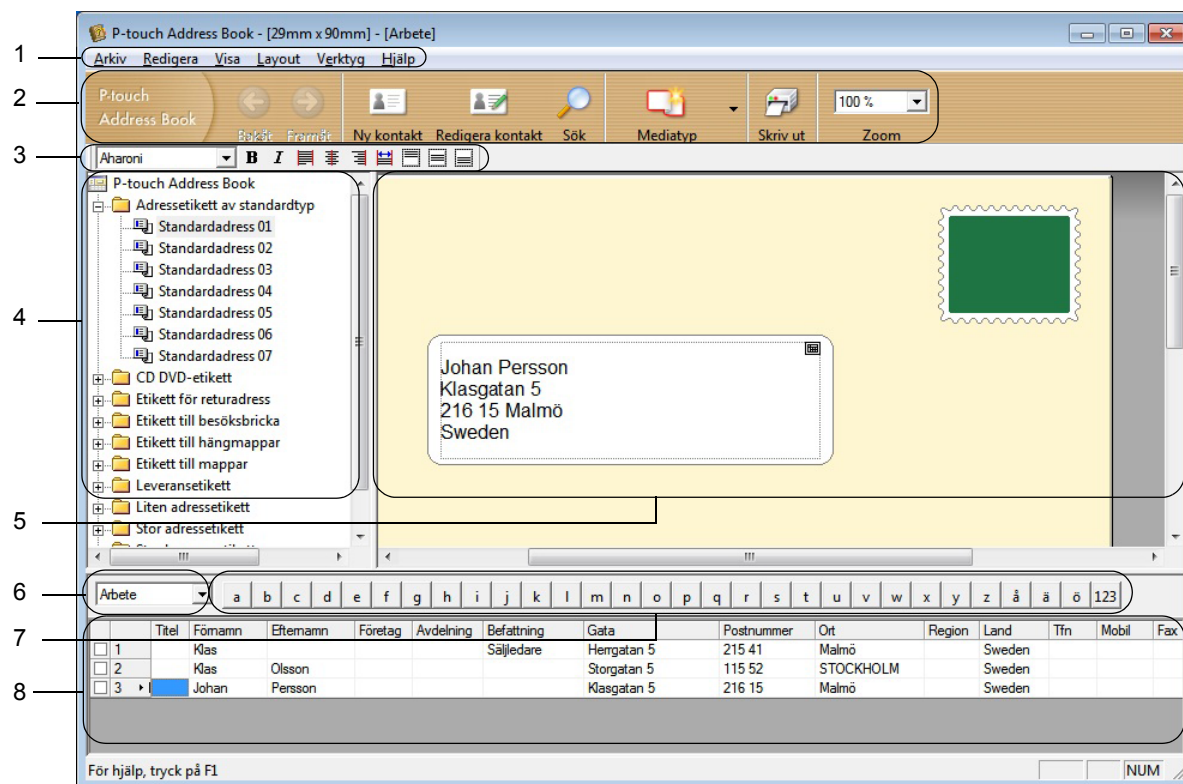 P-touch Address Book - [29mm x 90mm] - [Arbete]
1
Arkiv Redigera Visa Layout Verktyg Hjälp
2
P-touch
Address Book
Bakåt Framåt Ny kontakt Redigera kontakt Sök Mediatyp Skriv ut 100 % Zoom
3
Aharoni B I
4
P-touch Address Book
Adressetikett av standardtyp
Standardadress 01
Standardadress 02
Standardadress 03
Standardadress 04
Standardadress 05
Standardadress 06
Standardadress 07
CD DVD-etikett
Etikett för returadress
Etikett till besöksbricka
Etikett till hängmappar
Etikett till mappar
Leveransetikett
Liten adressetikett
Stor adressetikett
Johan Persson
Klasgatan 5
216 15 Malmö
Sweden
5
6
Arbete a b c d e f g h i j k l m n o p q r s t u v w x y z å ä ö 123
7
Titel Förnamn Efternamn Företag Avdelning Befattning Gata Postnummer Ort Region Land Tfn Mobil Fax
1 Klas Säljledare Herrgatan 5 215 41 Malmö Sweden
2 Klas Olsson Storgatan 5 115 52 STOCKHOLM Sweden
3 Johan Persson Klasgatan 5 216 15 Malmö Sweden
8
För hjälp, tryck på F1 NUM